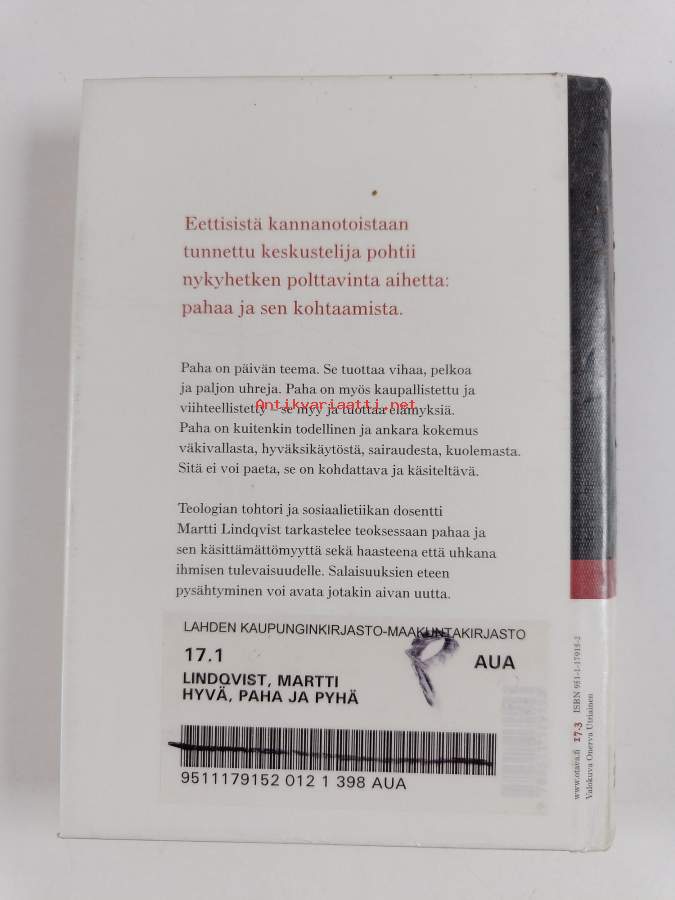 Eettisistä kannanotoistaan
tunnettu keskustelija pohtii
nykyhetken polttavinta aihetta:
pahaa ja sen kohtaamista.
Paha on päivän teema. Se tuottaa vihaa, pelkoa
ja paljon uhreja. Paha on myös kaupallistettu ja
viihteellistetty – se myy ja tuottaa elämyksiä.
Antikvariaatti.net
Paha on kuitenkin todellinen ja ankara kokemus
väkivallasta, hyväksikäytöstä, sairaudesta, kuolemasta.
Sitä ei voi paeta, se on kohdattava ja käsiteltävä.
Teologian tohtori ja sosiaalietiikan dosentti
Martti Lindqvist tarkastelee teoksessaan pahaa ja
sen käsittämättömyyttä sekä haasteena että uhkana
ihmisen tulevaisuudelle. Salaisuuksien eteen
pysähtyminen voi avata jotakin aivan uutta.
LAHDEN KAUPUNGINKIRJASTO-MAAKUNTAKIRJASTO
17.1
AUA
LINDQVIST, MARTTI
HYVÄ, PAHA JA PYHÄ
9511179152 012 1 398 AUA
www.otava.fi 17.3 ISBN 951-1-17915-2
Valokuva Onerva Utriainen